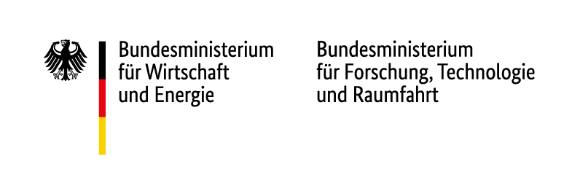 Bundesministerium
für Wirtschaft
und Energie
Bundesministerium
für Forschung, Technologie
und Raumfahrt